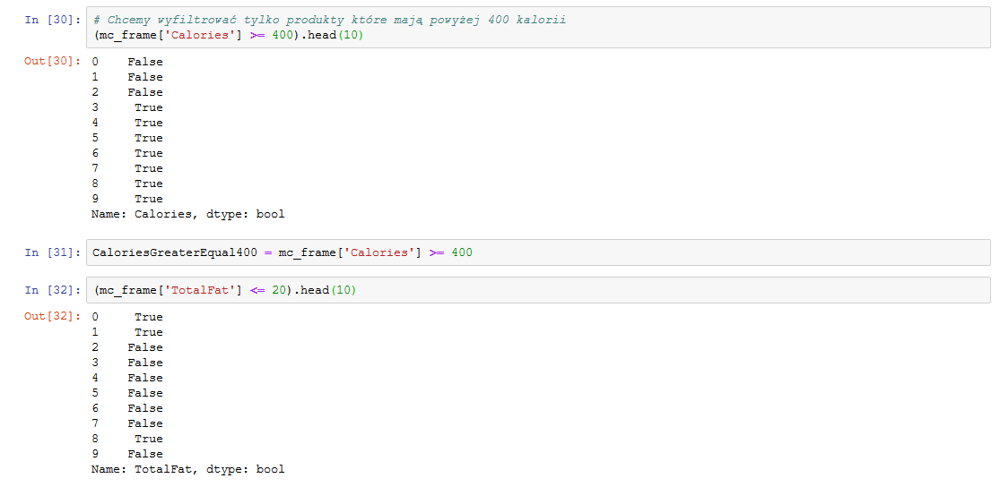 In [30]: # Chcemy wyfiltrować tylko produkty które mają powyżej 400 kalorii
(mc_frame['Calories'] >= 400).head(10)
Out[30]: 0 False
1 False
2 False
3 True
4 True
5 True
6 True
7 True
8 True
9 True
Name: Calories, dtype: bool
In [31]: CaloriesGreaterEqual400 = mc_frame['Calories'] >= 400
In [32]: (mc_frame['TotalFat'] <= 20).head(10)
Out[32]: 0 True
1 True
2 False
3 False
4 False
5 False
6 False
7 False
8 True
9 False
Name: TotalFat, dtype: bool